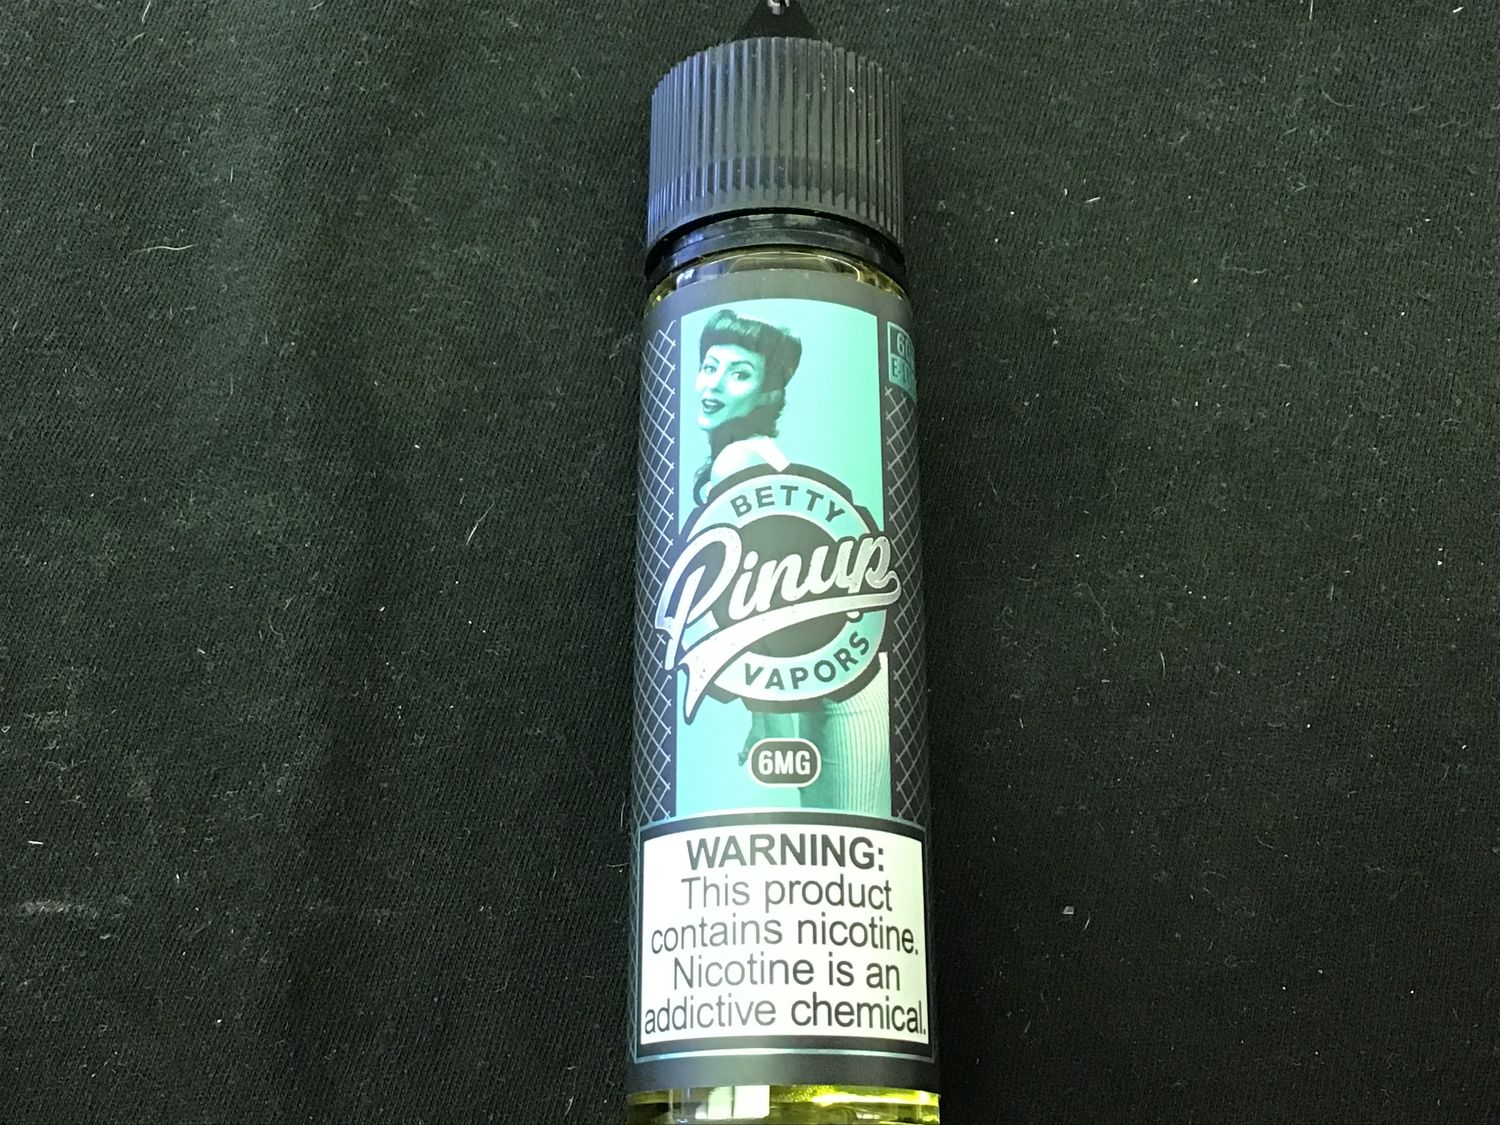 BETTY
Pinup
VAPORS
6MG
WARNING:
This product
contains nicotine.
Nicotine is an
addictive chemical.